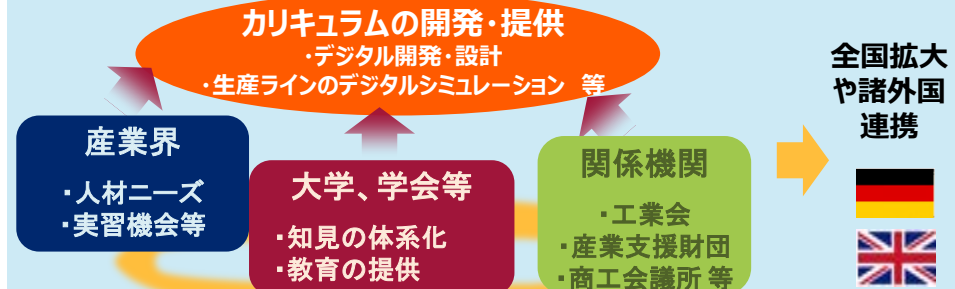 カリキュラムの開発・提供
・デジタル開発・設計
・生産ラインのデジタルシミュレーション 等
全国拡大
や諸外国
連携
産業界
・人材ニーズ
・実習機会等
大学、学会等
・知見の体系化
・教育の提供
関係機関
・工業会
・産業支援財団
・商工会議所 等